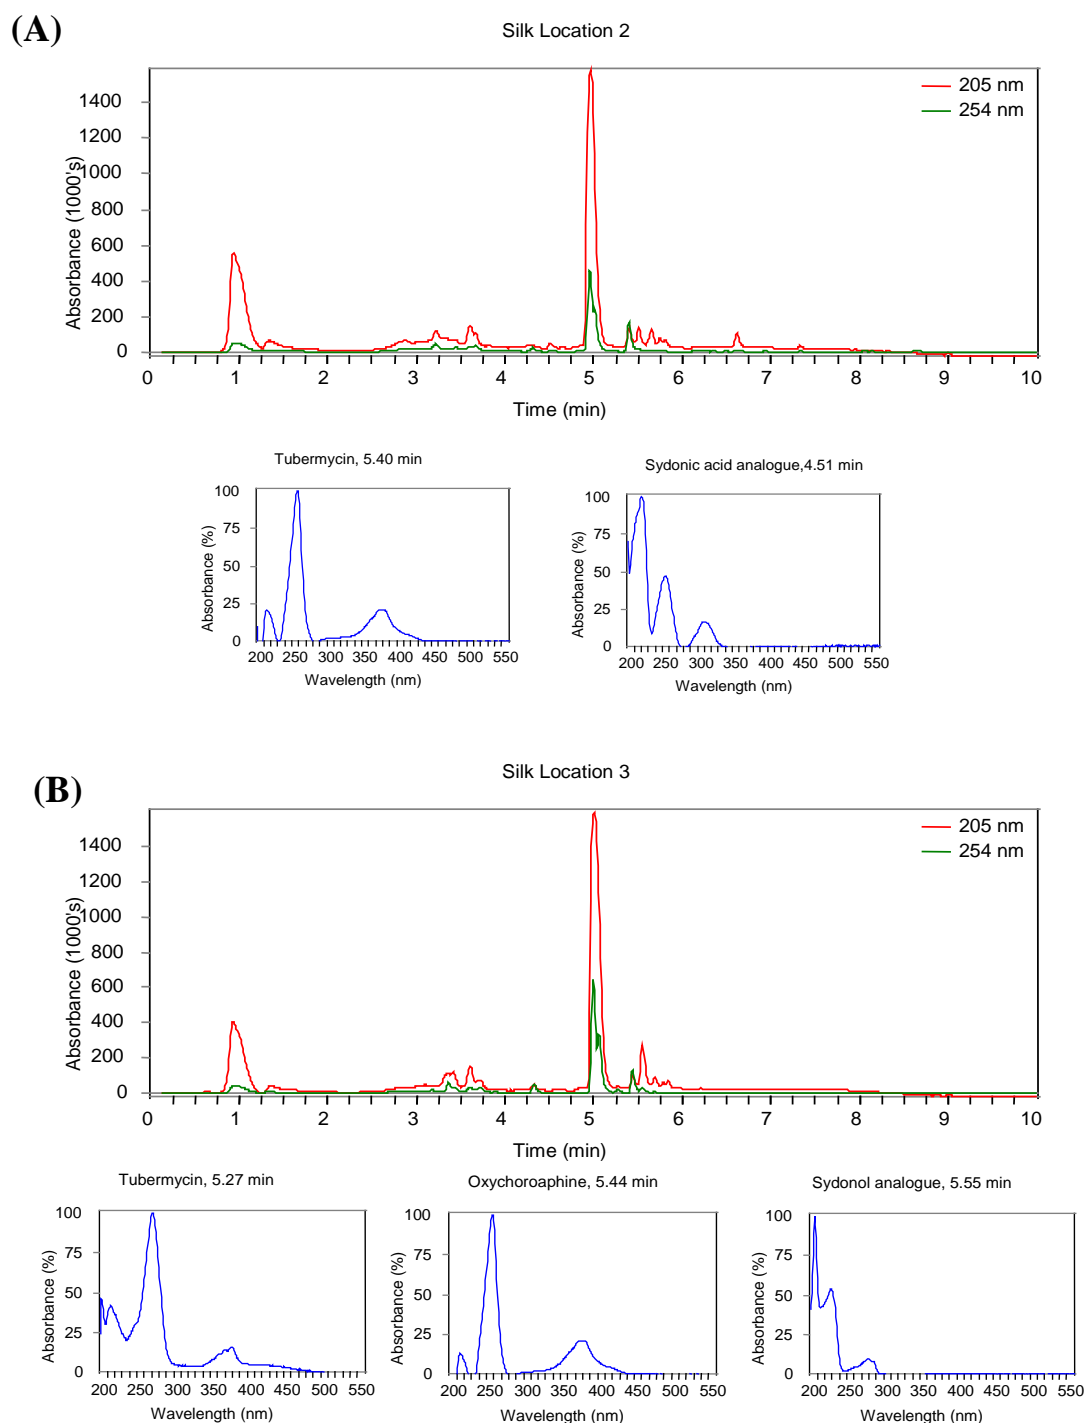 (A)
Silk Location 2
205 nm
254 nm
1400
1200
1000
800
600
400
200
0
Absorbance (1000's)
0 1 2 3 4 5 6 7 8 9 10
Time (min)
Tubermycin, 5.40 min
100
75
50
25
0
Absorbance (%)
200 250 300 350 400 450 500 550
Wavelength (nm)
Sydonic acid analogue,4.51 min
100
75
50
25
0
Absorbance (%)
200 250 300 350 400 450 500 550
Wavelength (nm)
(B)
Silk Location 3
205 nm
254 nm
1400
1200
1000
800
600
400
200
0
Absorbance (1000's)
0 1 2 3 4 5 6 7 8 9 10
Time (min)
Tubermycin, 5.27 min
100
75
50
25
0
Absorbance (%)
200 250 300 350 400 450 500 550
Wavelength (nm)
Oxychoroaphine, 5.44 min
100
75
50
25
0
Absorbance (%)
200 250 300 350 400 450 500 550
Wavelength (nm)
Sydonol analogue, 5.55 min
100
75
50
25
0
Absorbance (%)
200 250 300 350 400 450 500 550
Wavelength (nm)